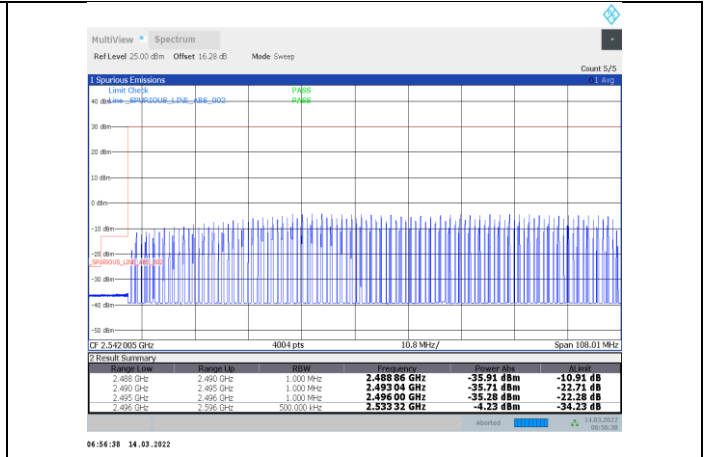 MultiView Spectrum
Ref Level 25.00 dBm Offset 16.28 dB Mode Sweep
Count 5/5
1 Spurious Emissions 1 Avg
Limit Check PASS
40 dBm Line _SPURIOUS_LINE_ABS_002 PASS
30 dBm
20 dBm
10 dBm
0 dBm
-10 dBm
-20 dBm
_SPURIOUS_LINE_ABS_002
-30 dBm
-40 dBm
-50 dBm
CF 2.542005 GHz 4004 pts 10.8 MHz/ Span 108.01 MHz
2 Result Summary
Range Low Range Up RBW Frequency Power Abs ΔLimit
2.488 GHz 2.490 GHz 1.000 MHz 2.48886 GHz -35.91 dBm -10.91 dB
2.490 GHz 2.495 GHz 1.000 MHz 2.49304 GHz -35.71 dBm -22.71 dB
2.495 GHz 2.496 GHz 1.000 MHz 2.49600 GHz -35.28 dBm -22.28 dB
2.496 GHz 2.596 GHz 500.000 kHz 2.53332 GHz -4.23 dBm -34.23 dB
Aborted 14.03.2022
06:56:38
06:56:38 14.03.2022